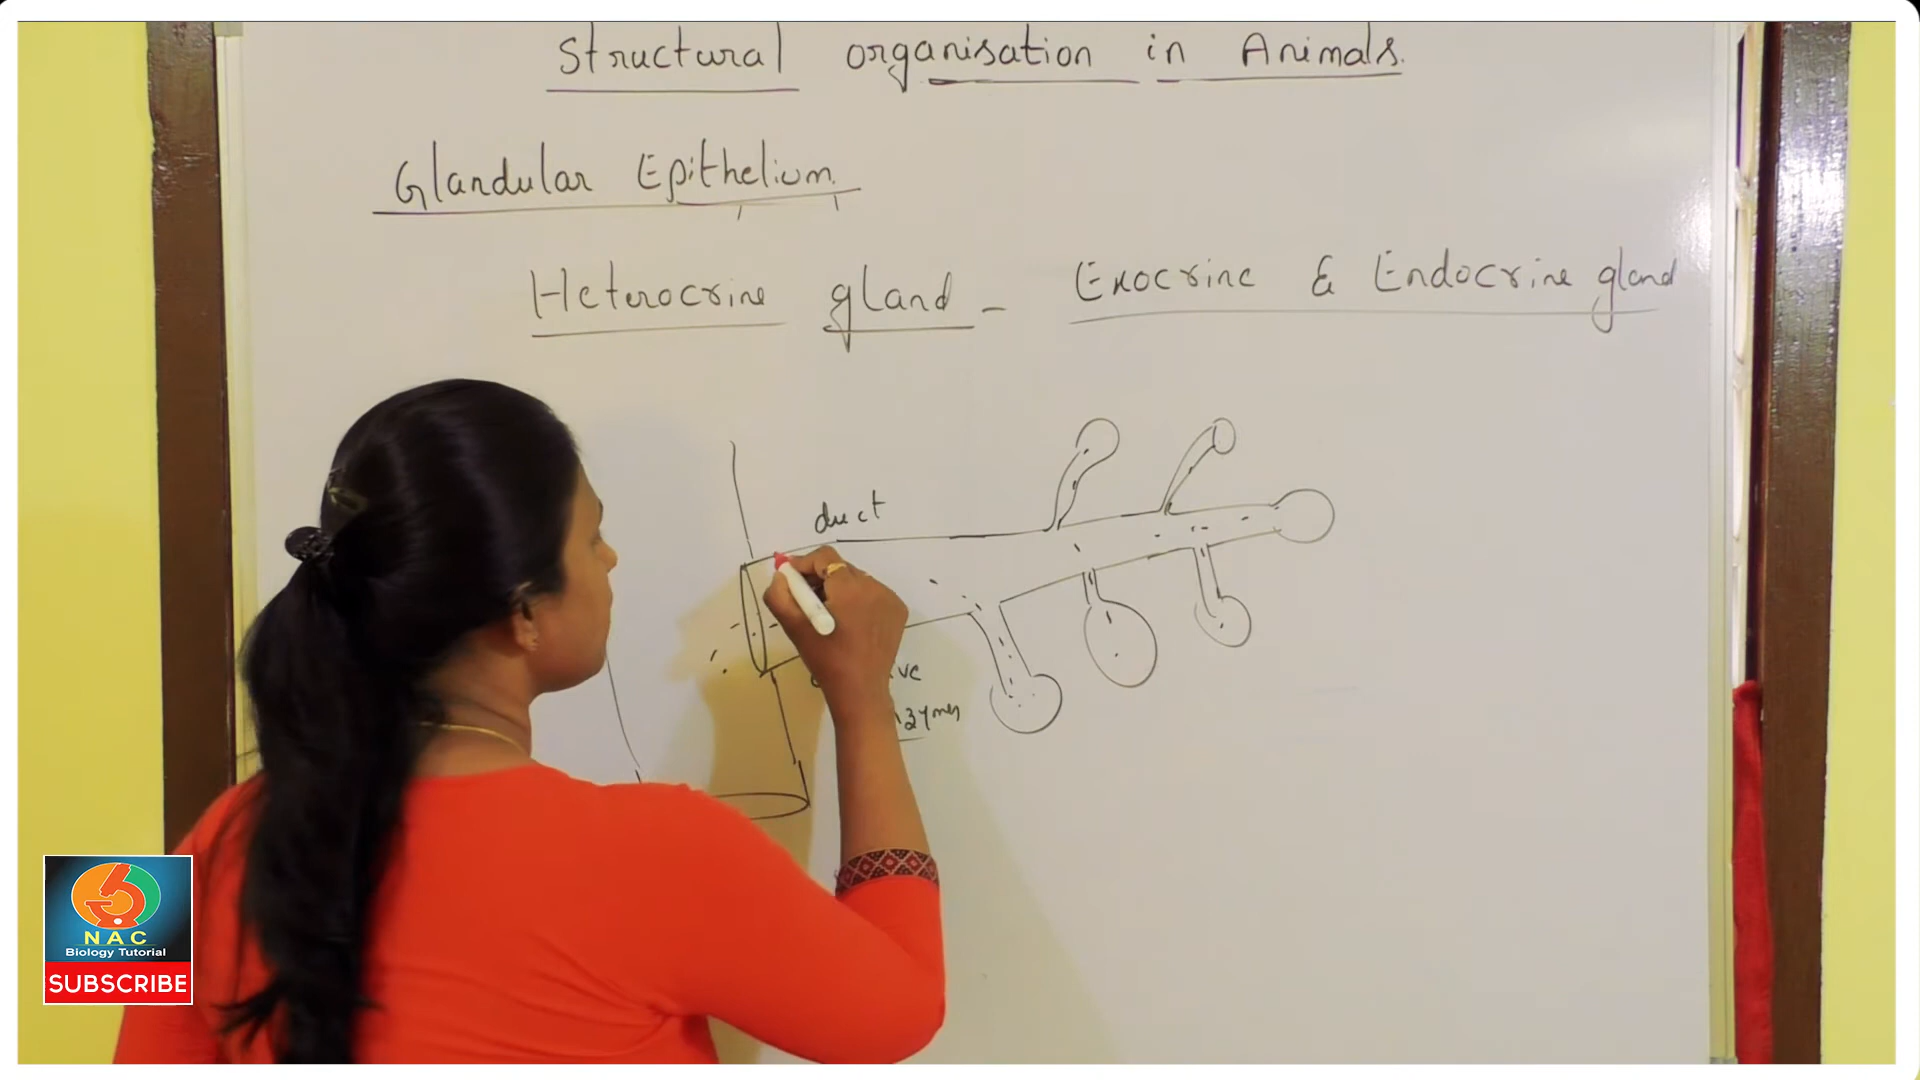 Structural organisation in Animals.
Glandular Epithelium
Heterocrine gland - Exocrine & Endocrine gland
duct
NAC
Biology Tutorial
SUBSCRIBE